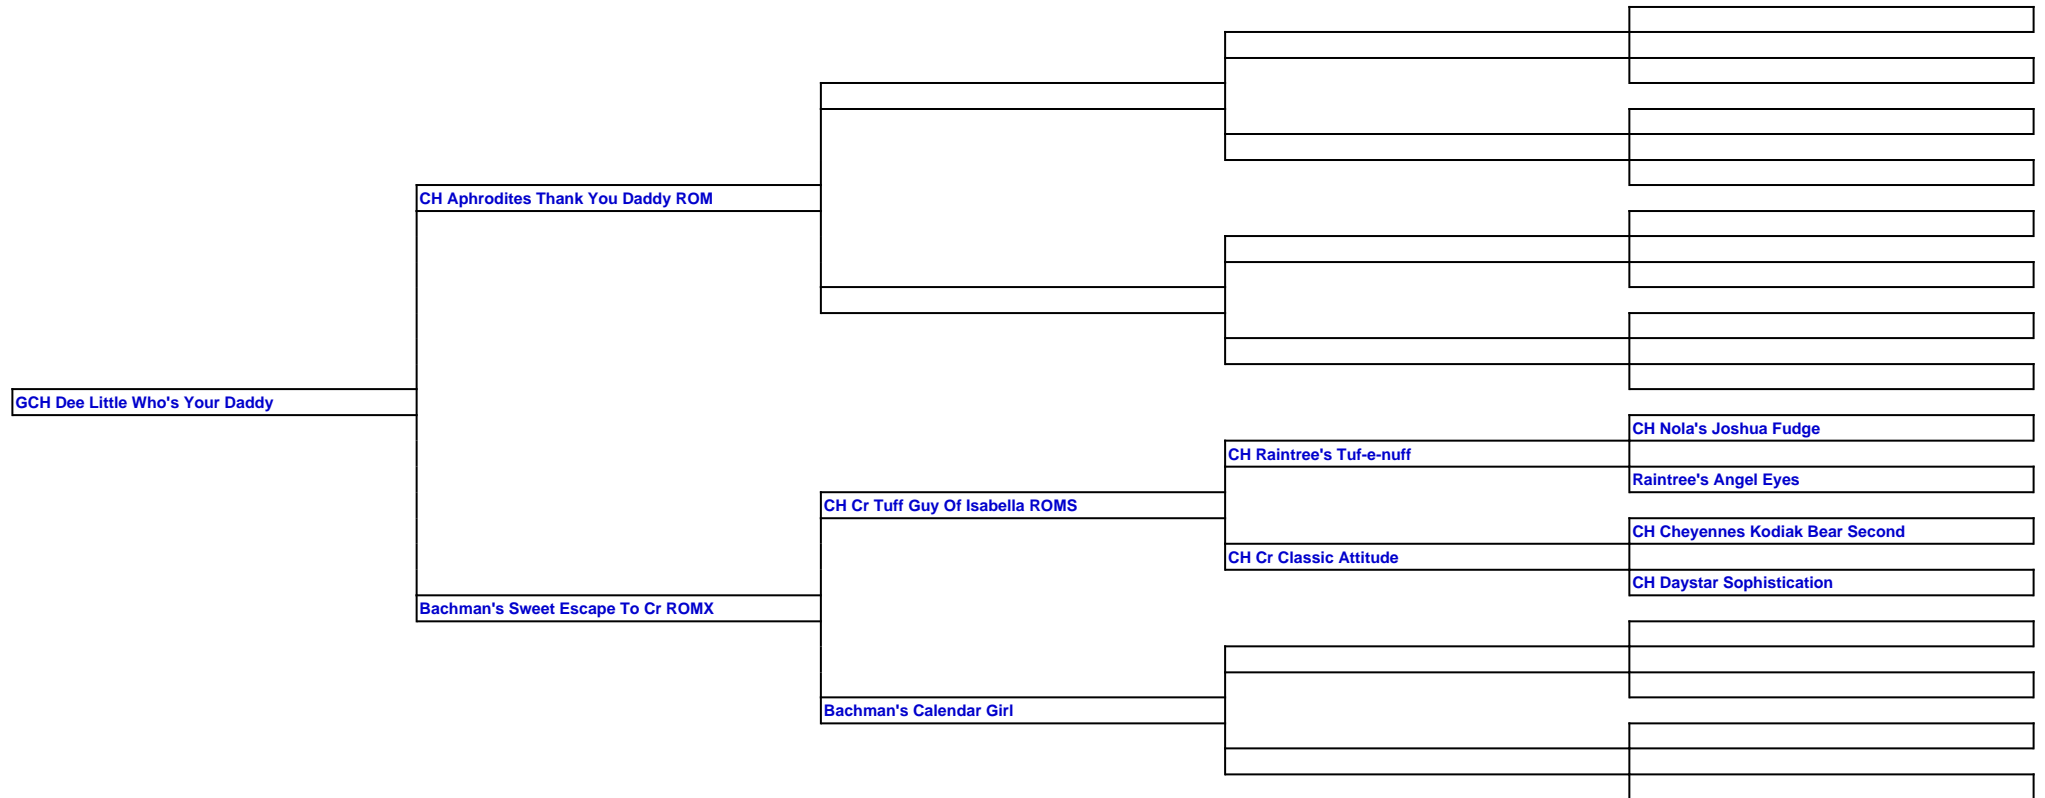 CH Aphrodites Thank You Daddy ROM
GCH Dee Little Who's Your Daddy
CH Nola's Joshua Fudge
CH Raintree's Tuf-e-nuff
Raintree's Angel Eyes
CH Cr Tuff Guy Of Isabella ROMS
CH Cheyennes Kodiak Bear Second
CH Cr Classic Attitude
CH Daystar Sophistication
Bachman's Sweet Escape To Cr ROMX
Bachman's Calendar Girl